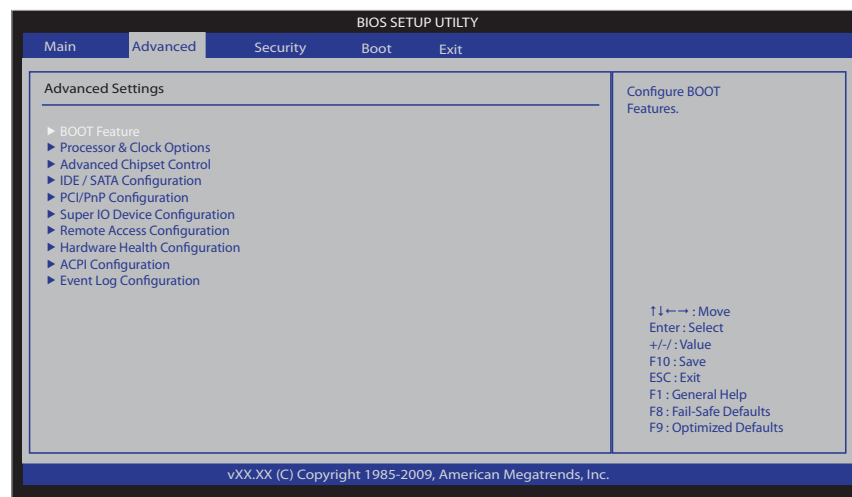 BIOS SETUP UTILTY
Main Advanced Security Boot Exit
Advanced Settings
▶ BOOT Feature
▶ Processor & Clock Options
▶ Advanced Chipset Control
▶ IDE / SATA Configuration
▶ PCI/PnP Configuration
▶ Super IO Device Configuration
▶ Remote Access Configuration
▶ Hardware Health Configuration
▶ ACPI Configuration
▶ Event Log Configuration
Configure BOOT
Features.
↑↓←→ : Move
Enter : Select
+/-/ : Value
F10 : Save
ESC : Exit
F1 : General Help
F8 : Fail-Safe Defaults
F9 : Optimized Defaults
vXX.XX (C) Copyright 1985-2009, American Megatrends, Inc.